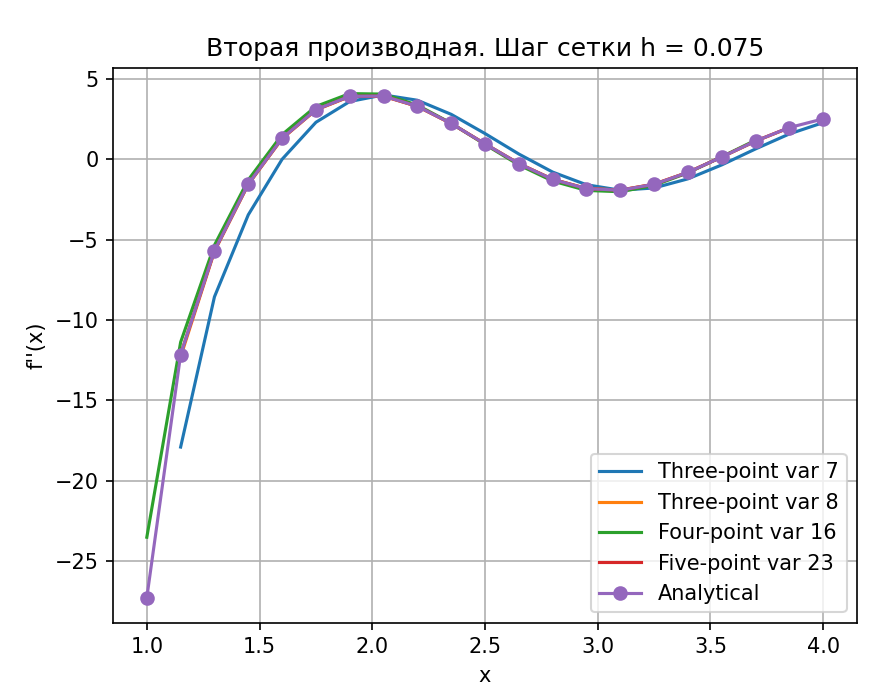 Вторая производная. Шаг сетки h = 0.075
f''(x)
5
0
−5
−10
−15
−20
−25
1.0 1.5 2.0 2.5 3.0 3.5 4.0
x
Three-point var 7
Three-point var 8
Four-point var 16
Five-point var 23
Analytical